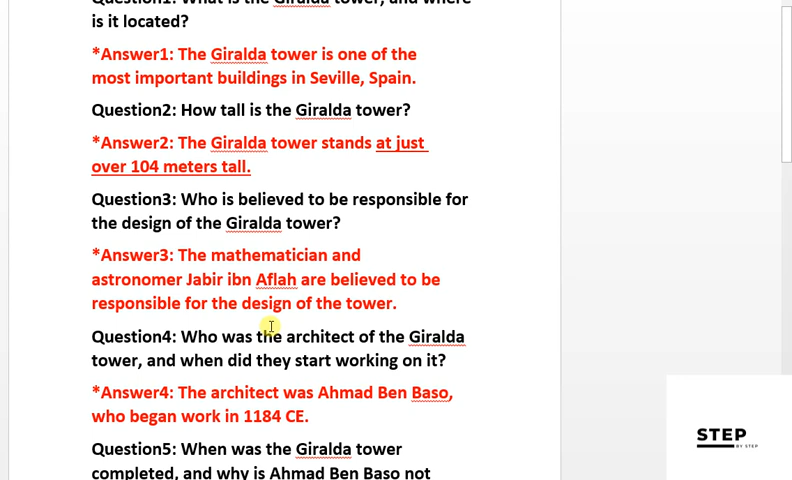 Question1: What is the Giralda tower, and where
is it located?
*Answer1: The Giralda tower is one of the
most important buildings in Seville, Spain.
Question2: How tall is the Giralda tower?
*Answer2: The Giralda tower stands at just
over 104 meters tall.
Question3: Who is believed to be responsible for
the design of the Giralda tower?
*Answer3: The mathematician and
astronomer Jabir ibn Aflah are believed to be
responsible for the design of the tower.
Question4: Who was the architect of the Giralda
tower, and when did they start working on it?
*Answer4: The architect was Ahmad Ben Baso,
who began work in 1184 CE.
Question5: When was the Giralda tower
completed, and why is Ahmad Ben Baso not
STEP
BY STEP